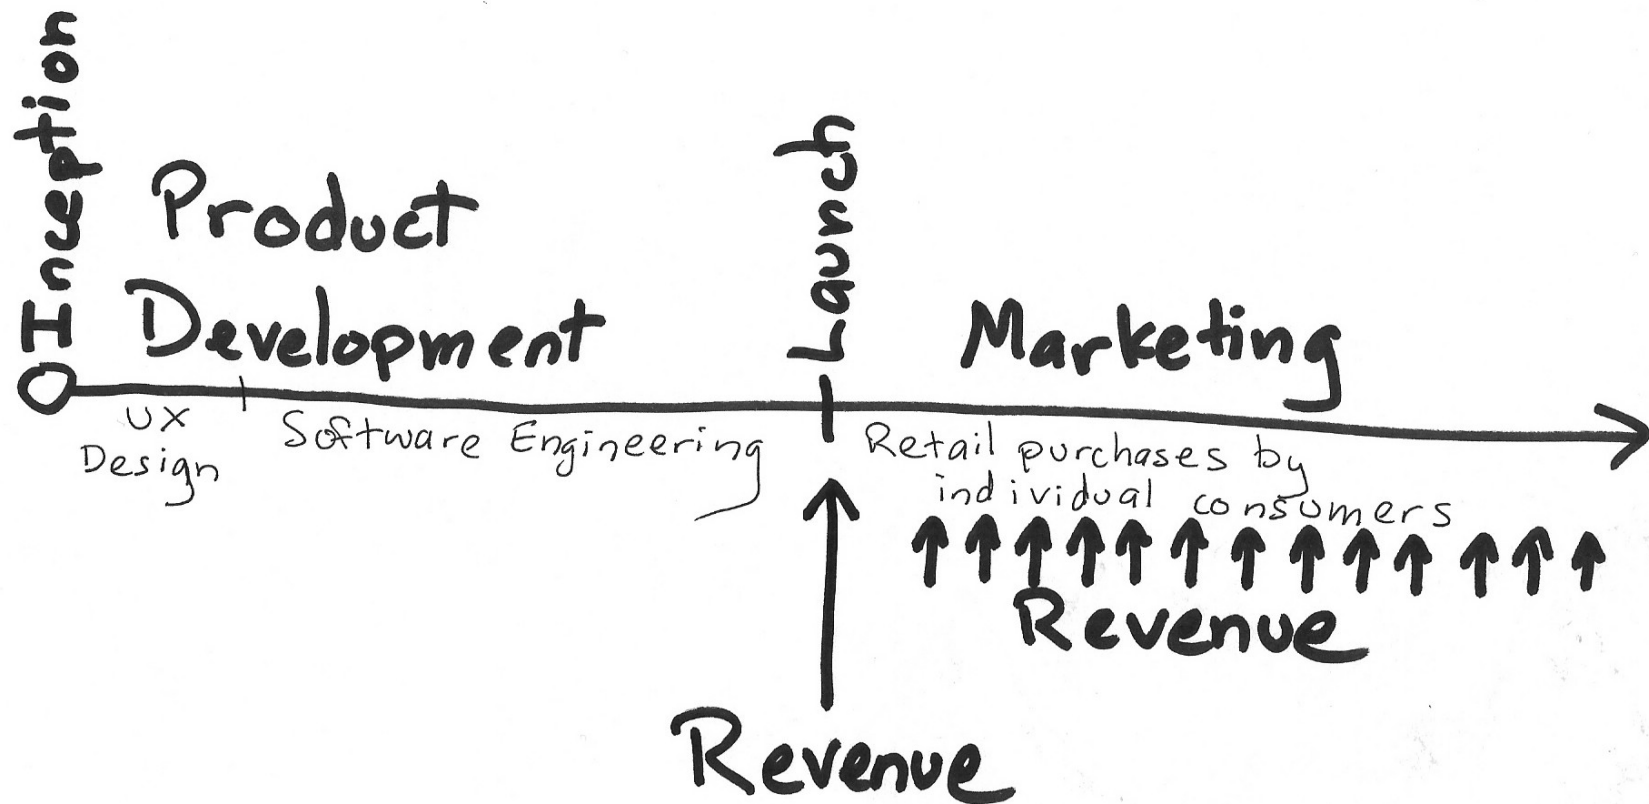 Inception
Product
Development
UX
Design
Software Engineering
Launch
Marketing
Retail purchases by
individual consumers
Revenue
Revenue